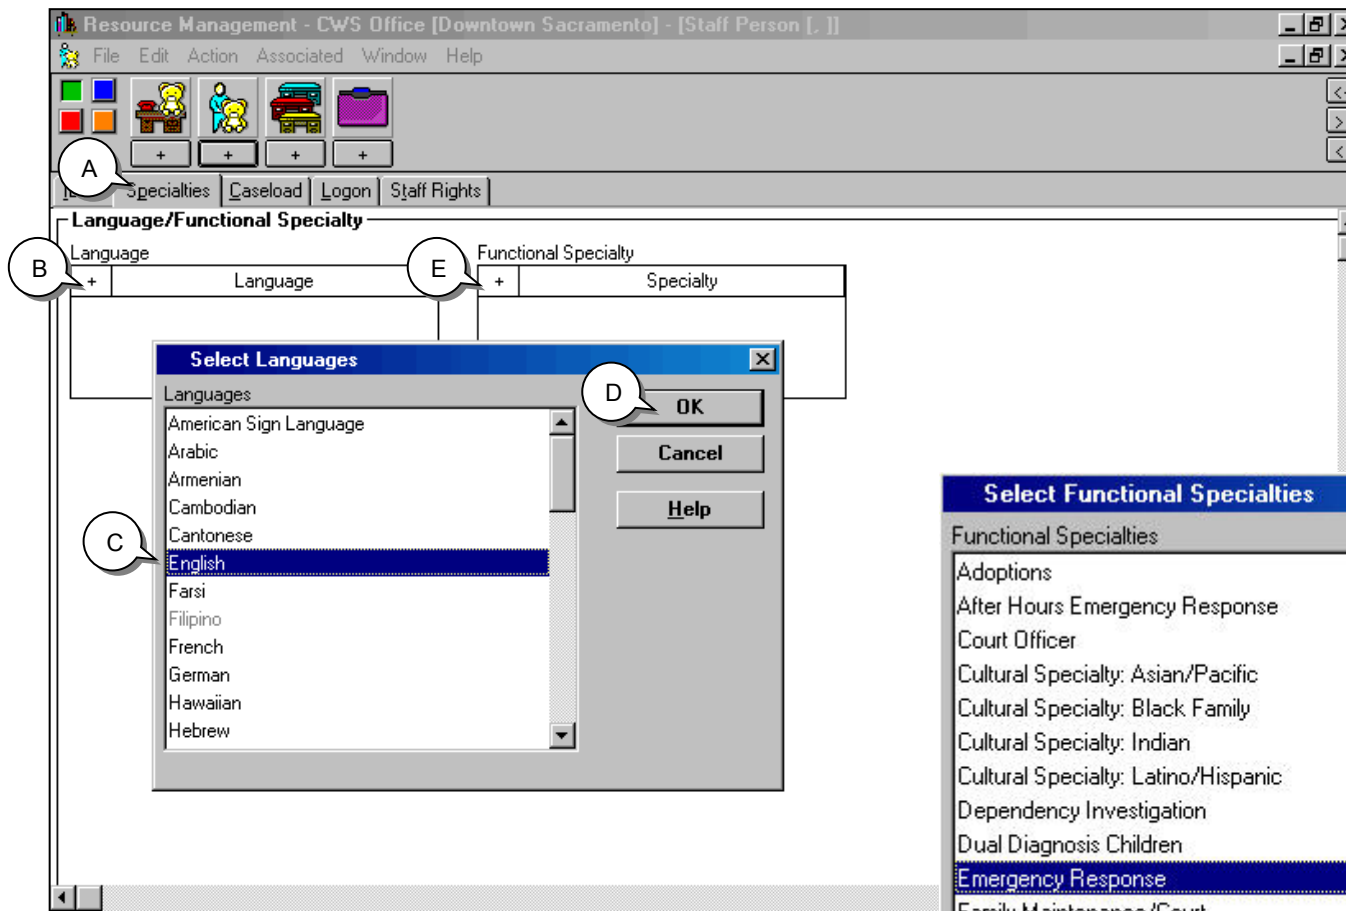 Resource Management - CWS Office [Downtown Sacramento] - [Staff Person [, ]]
File Edit Action Associated Window Help
+ + + +
A
Specialties Caseload Logon Staff Rights
Language/Functional Specialty
Language Functional Specialty
B + Language E + Specialty
Select Languages
Languages
D OK
American Sign Language
Arabic
Cancel
Armenian
Cambodian
Help
Cantonese
C English
Farsi
Filipino
French
German
Hawaiian
Hebrew
Select Functional Specialties
Functional Specialties
Adoptions
After Hours Emergency Response
Court Officer
Cultural Specialty: Asian/Pacific
Cultural Specialty: Black Family
Cultural Specialty: Indian
Cultural Specialty: Latino/Hispanic
Dependency Investigation
Dual Diagnosis Children
Emergency Response
Family Maintenance/Court